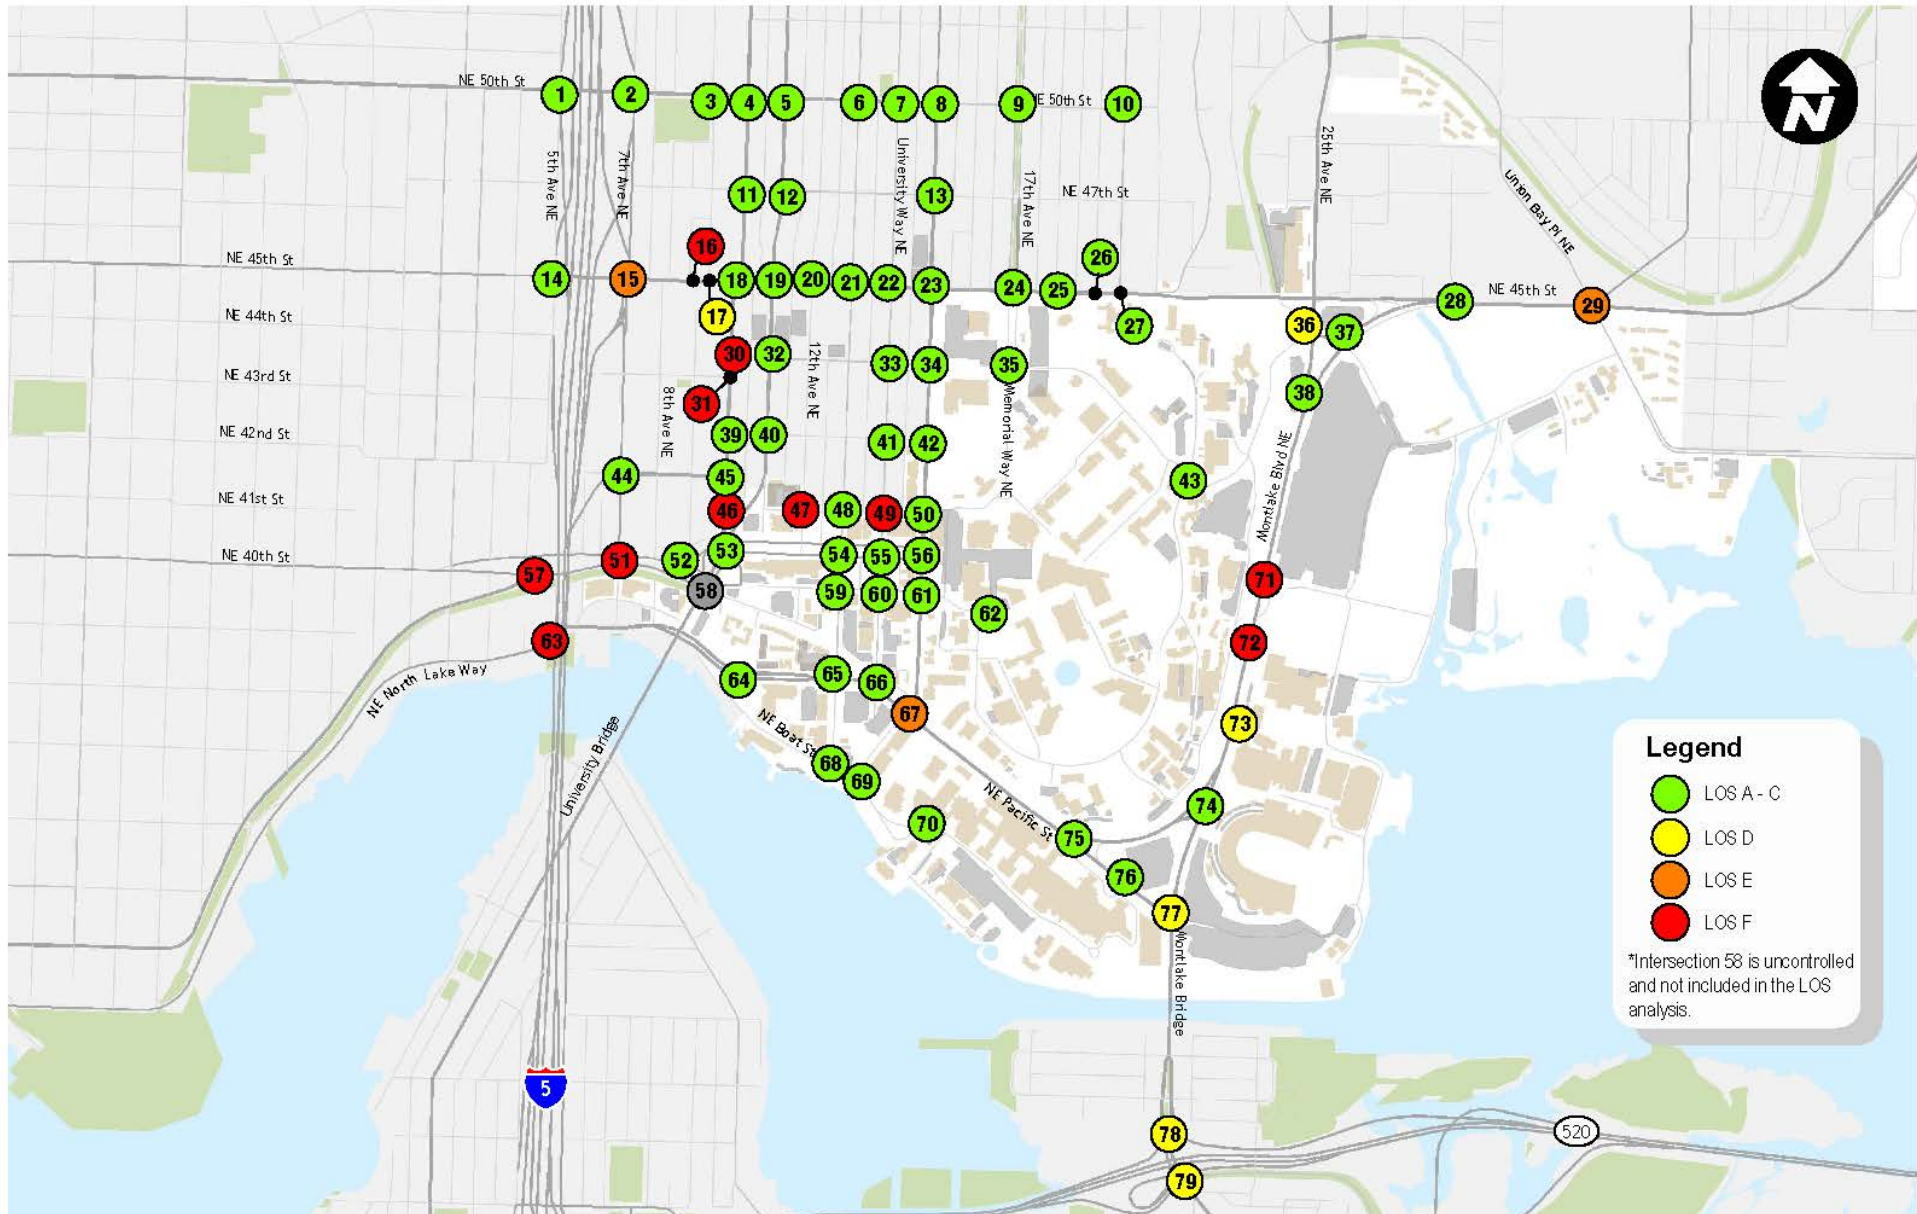 NE 50th St
1
2
3
4
5
6
7
8
9
E 50th St
10
N
5th Ave NE
7th Ave NE
University Way NE
17th Ave NE
25th Ave NE
Union Bay Pl NE
11
12
13
NE 47th St
NE 45th St
14
15
16
17
18
19
20
21
22
23
24
25
26
27
28
NE 45th St
29
NE 44th St
30
31
32
12th Ave NE
33
34
35
36
37
38
NE 43rd St
8th Ave NE
Memorial Way NE
NE 42nd St
39
40
41
42
43
Montlake Blvd NE
44
45
NE 41st St
46
47
48
49
50
NE 40th St
51
52
53
54
55
56
57
58
59
60
61
62
63
NE North Lake Way
64
65
66
67
71
72
73
University Bridge
NE Boat St
68
69
70
NE Pacific St
74
75
76
77
Montlake Bridge
78
79
5
520
Legend
LOS A - C
LOS D
LOS E
LOS F
*Intersection 58 is uncontrolled
and not included in the LOS
analysis.